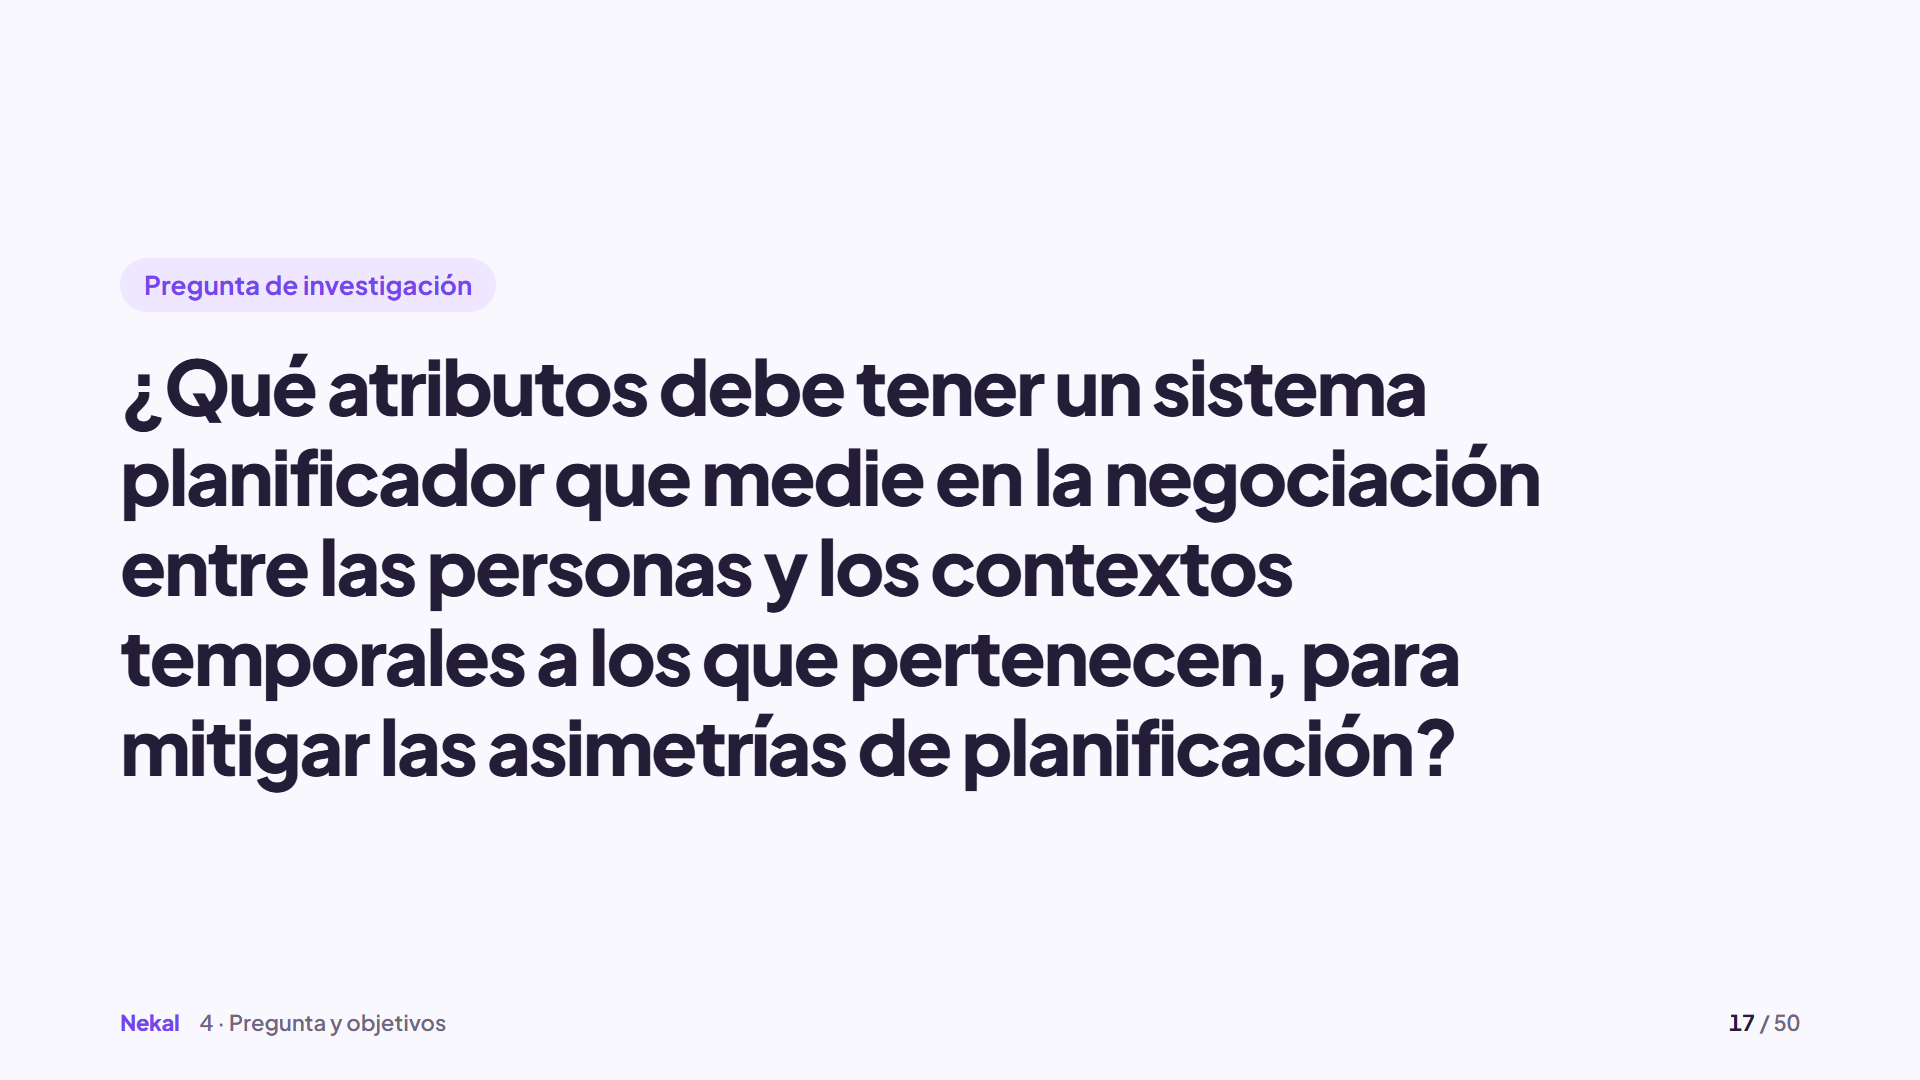 Pregunta de investigación
¿Qué atributos debe tener un sistema
planificador que medie en la negociación
entre las personas y los contextos
temporales a los que pertenecen, para
mitigar las asimetrías de planificación?
Nekal 4 · Pregunta y objetivos
17 / 50